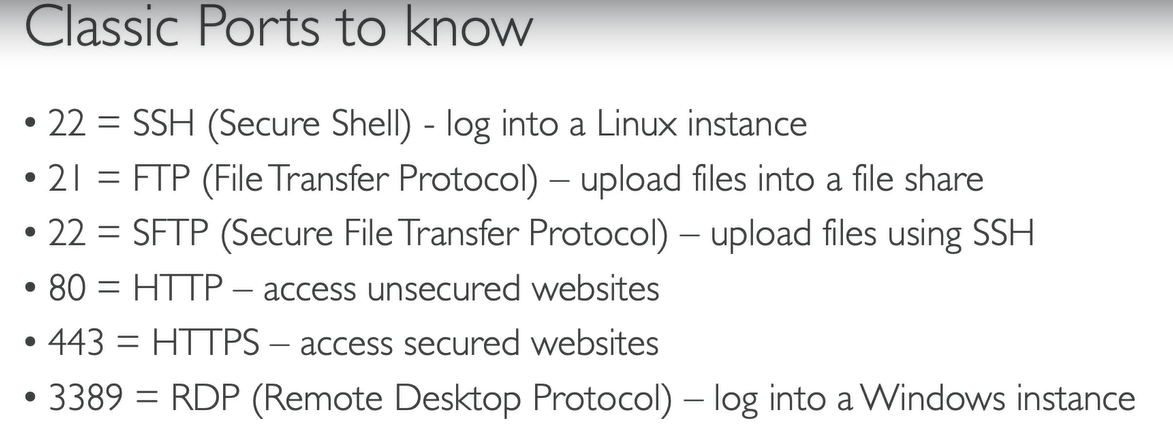 Classic Ports to know
• 22 = SSH (Secure Shell) - log into a Linux instance
• 21 = FTP (File Transfer Protocol) – upload files into a file share
• 22 = SFTP (Secure File Transfer Protocol) – upload files using SSH
• 80 = HTTP – access unsecured websites
• 443 = HTTPS – access secured websites
• 3389 = RDP (Remote Desktop Protocol) – log into a Windows instance